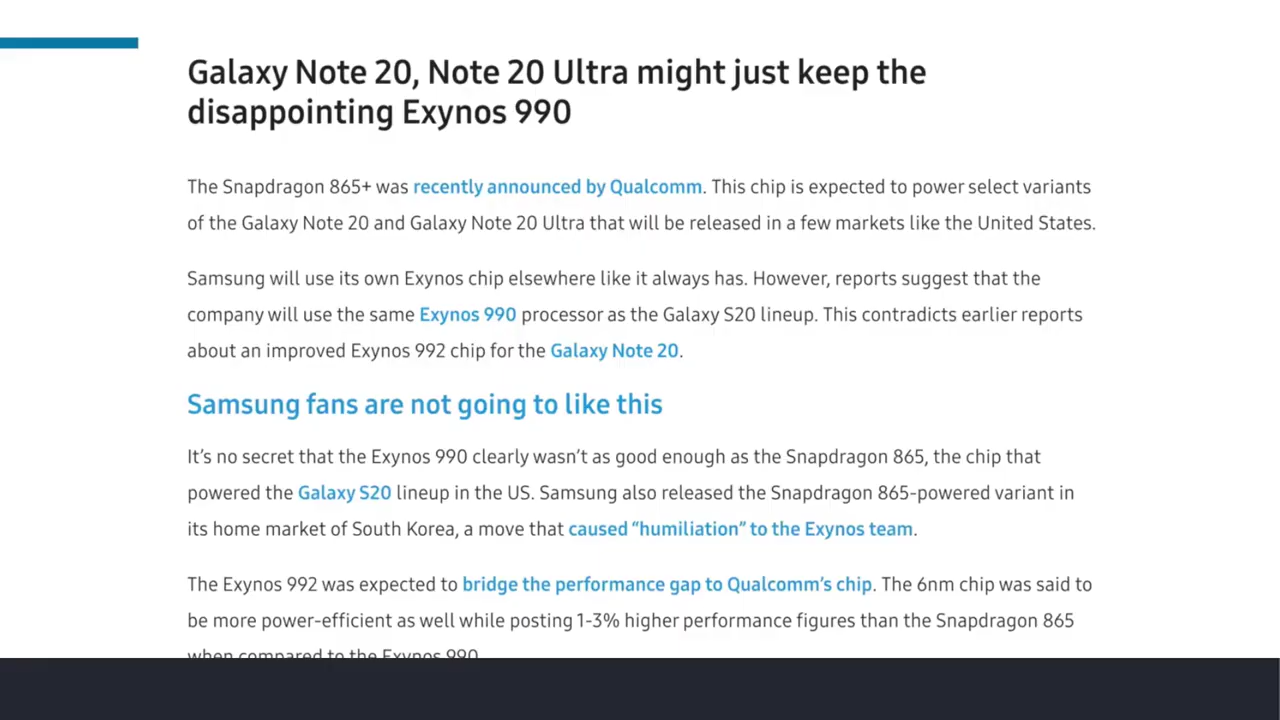 Galaxy Note 20, Note 20 Ultra might just keep the
disappointing Exynos 990
The Snapdragon 865+ was recently announced by Qualcomm. This chip is expected to power select variants
of the Galaxy Note 20 and Galaxy Note 20 Ultra that will be released in a few markets like the United States.
Samsung will use its own Exynos chip elsewhere like it always has. However, reports suggest that the
company will use the same Exynos 990 processor as the Galaxy S20 lineup. This contradicts earlier reports
about an improved Exynos 992 chip for the Galaxy Note 20.
Samsung fans are not going to like this
It’s no secret that the Exynos 990 clearly wasn’t as good enough as the Snapdragon 865, the chip that
powered the Galaxy S20 lineup in the US. Samsung also released the Snapdragon 865-powered variant in
its home market of South Korea, a move that caused “humiliation” to the Exynos team.
The Exynos 992 was expected to bridge the performance gap to Qualcomm’s chip. The 6nm chip was said to
be more power-efficient as well while posting 1-3% higher performance figures than the Snapdragon 865
when compared to the Exynos 990.